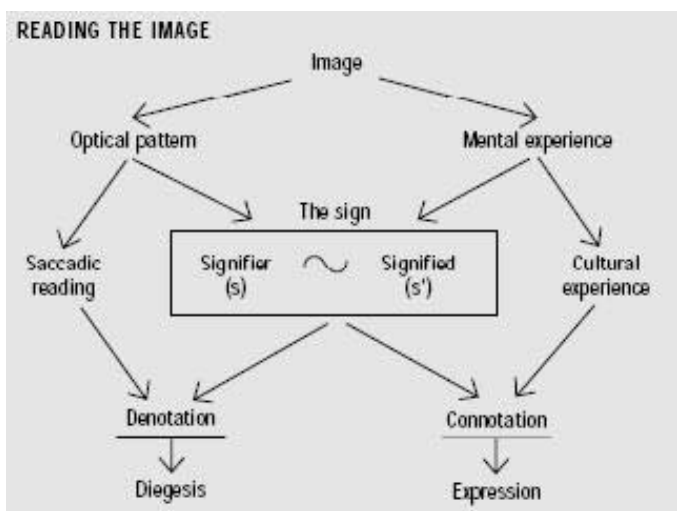 READING THE IMAGE
Image
Optical pattern
Mental experience
The sign
Saccadic
reading
Signifier
(s)
Signified
(s')
Cultural
experience
Denotation
Connotation
Diegesis
Expression